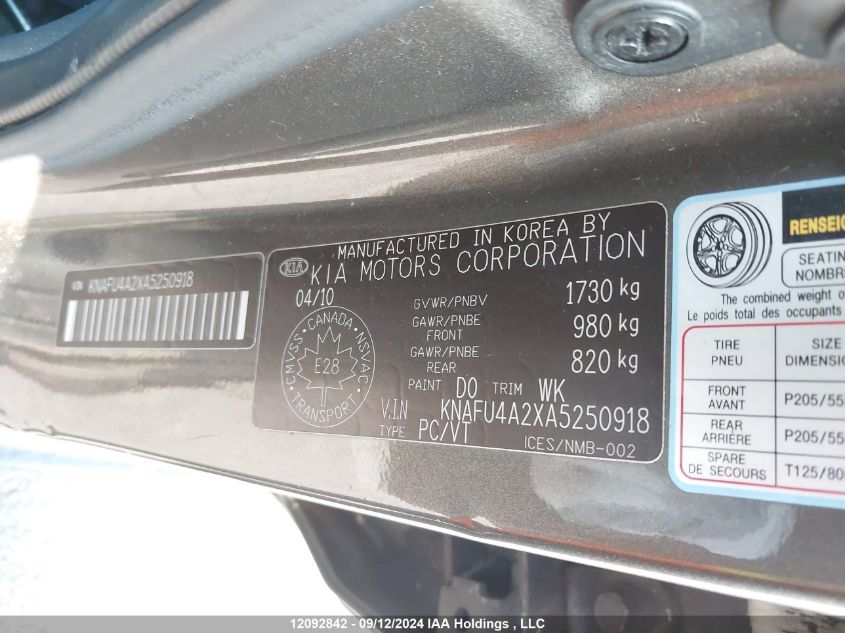 VIN KNAFU4A2XA5250918
KIA
MANUFACTURED IN KOREA BY
KIA MOTORS CORPORATION
04/10
GVWR/PNBV 1730 kg
GAWR/PNBE FRONT 980 kg
GAWR/PNBE REAR 820 kg
PAINT DO TRIM WK
V.I.N KNAFU4A2XA5250918
TYPE PC/VT
ICES/NMB-002
CANADA
CMVSS NSVAC
E28
TRANSPORT
RENSEIG
SEATIN
NOMBR
The combined weight o
Le poids total des occupants
TIRE
PNEU
SIZE
DIMENSIO
FRONT
AVANT
P205/55
REAR
ARRIÈRE
P205/55
SPARE
DE SECOURS
T125/80
12092842 - 09/12/2024 IAA Holdings , LLC